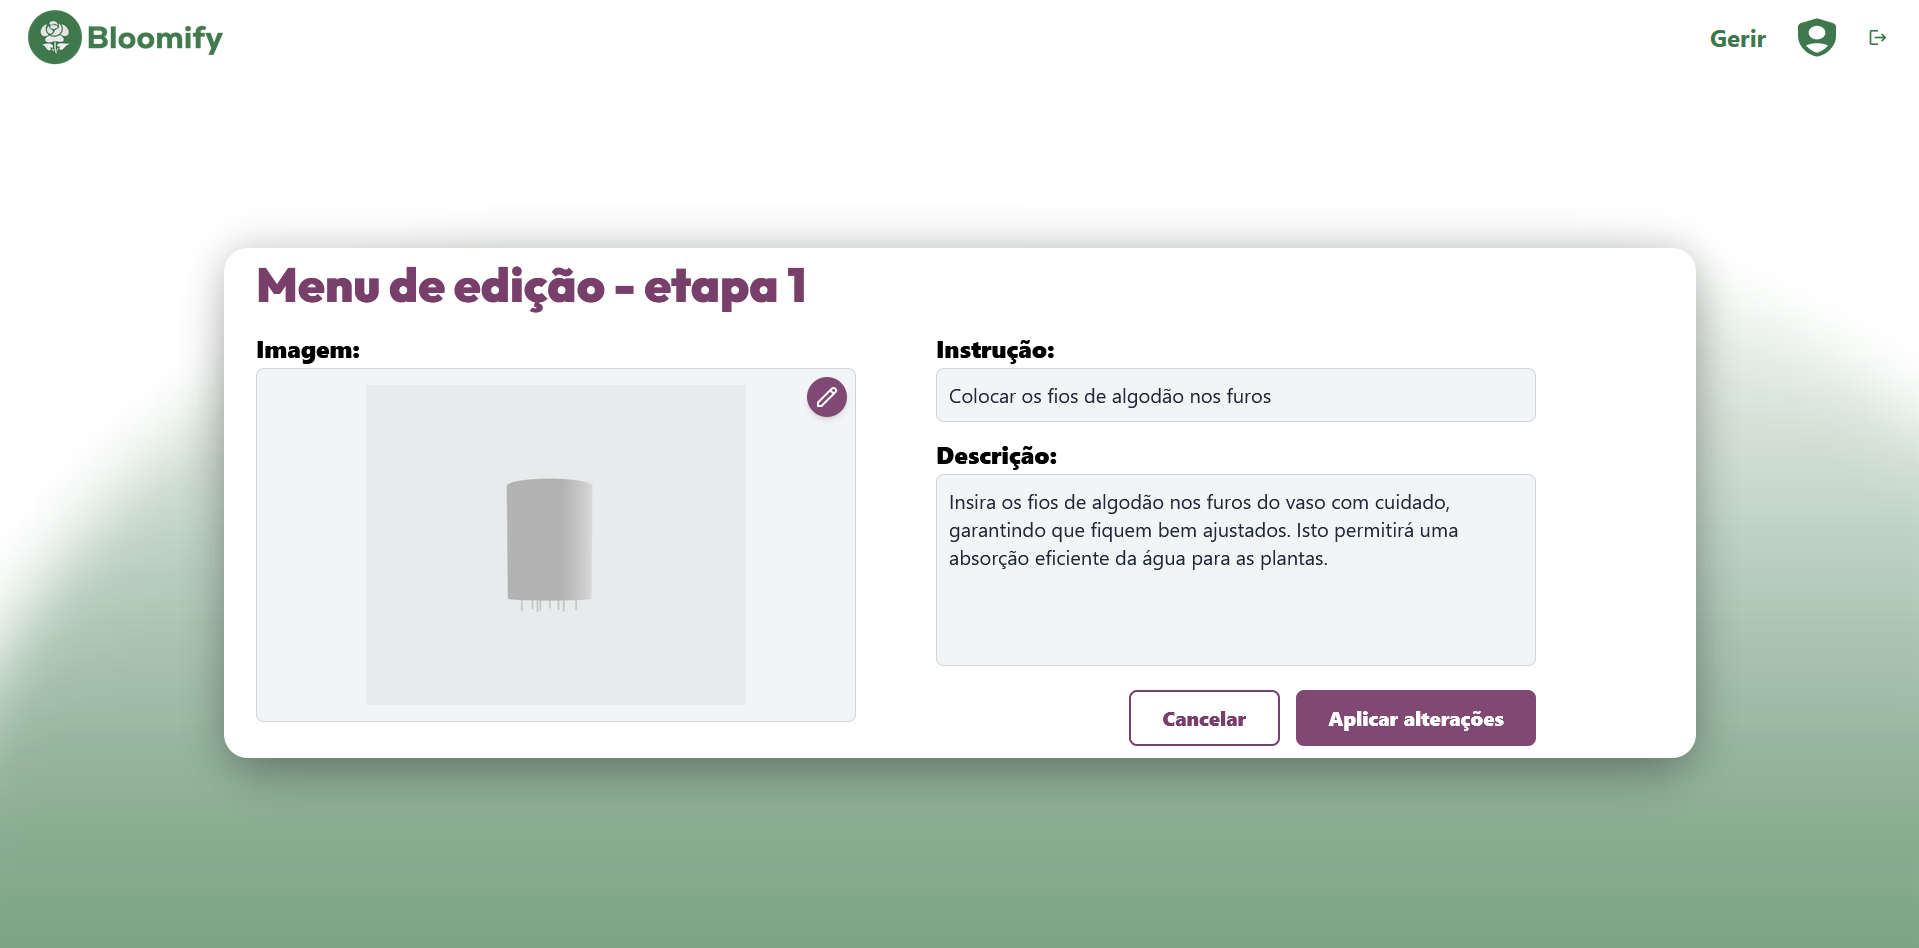 Bloomify
Gerir
Menu de edição - etapa 1
Imagem:
Instrução:
Colocar os fios de algodão nos furos
Descrição:
Insira os fios de algodão nos furos do vaso com cuidado,
garantindo que fiquem bem ajustados. Isto permitirá uma
absorção eficiente da água para as plantas.
Cancelar
Aplicar alterações